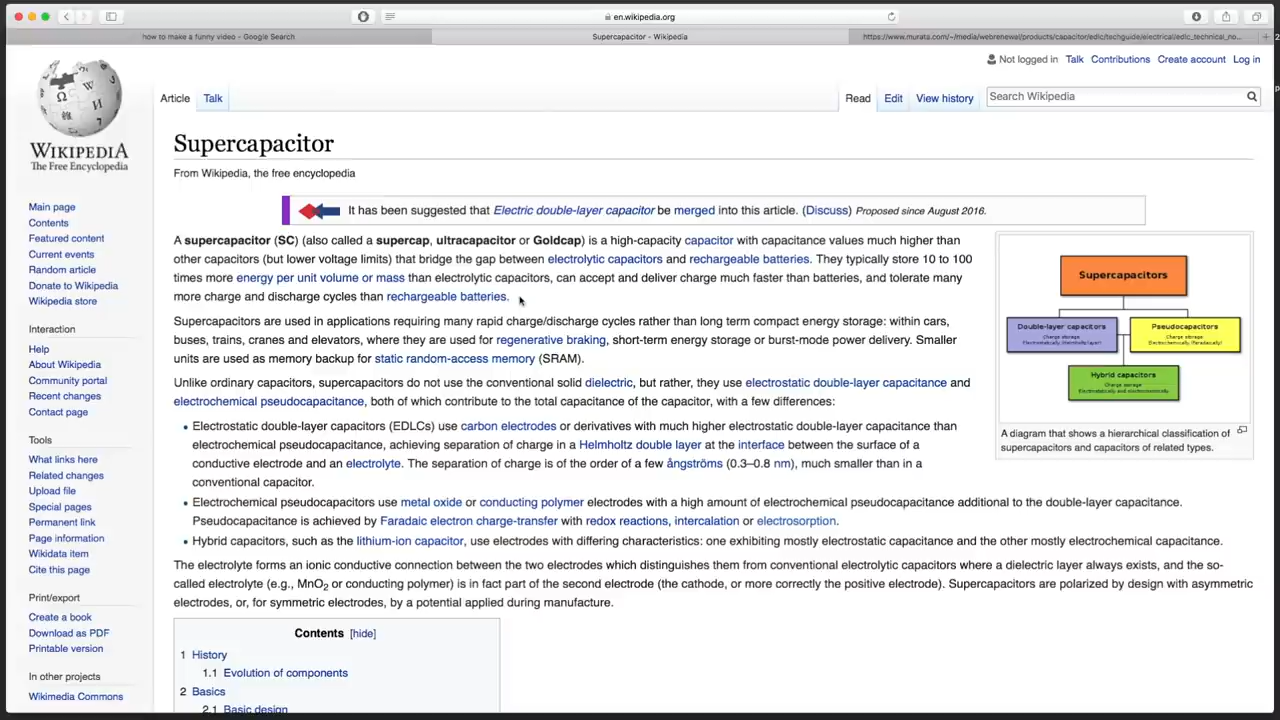 en.wikipedia.org
how to make a funny video - Google Search
Supercapacitor - Wikipedia
https://www.murata.com/~/media/webrenewal/products/capacitor/edlc/techguide/electrical/edlc_technical_no...
Not logged in Talk Contributions Create account Log in
Article Talk
Read Edit View history
Search Wikipedia
WIKIPEDIA
The Free Encyclopedia
Main page
Contents
Featured content
Current events
Random article
Donate to Wikipedia
Wikipedia store
Interaction
Help
About Wikipedia
Community portal
Recent changes
Contact page
Tools
What links here
Related changes
Upload file
Special pages
Permanent link
Page information
Wikidata item
Cite this page
Print/export
Create a book
Download as PDF
Printable version
In other projects
Wikimedia Commons
Supercapacitor
From Wikipedia, the free encyclopedia
It has been suggested that Electric double-layer capacitor be merged into this article. (Discuss) Proposed since August 2016.
A supercapacitor (SC) (also called a supercap, ultracapacitor or Goldcap) is a high-capacity capacitor with capacitance values much higher than
other capacitors (but lower voltage limits) that bridge the gap between electrolytic capacitors and rechargeable batteries. They typically store 10 to 100
times more energy per unit volume or mass than electrolytic capacitors, can accept and deliver charge much faster than batteries, and tolerate many
more charge and discharge cycles than rechargeable batteries.
Supercapacitors are used in applications requiring many rapid charge/discharge cycles rather than long term compact energy storage: within cars,
buses, trains, cranes and elevators, where they are used for regenerative braking, short-term energy storage or burst-mode power delivery. Smaller
units are used as memory backup for static random-access memory (SRAM).
Unlike ordinary capacitors, supercapacitors do not use the conventional solid dielectric, but rather, they use electrostatic double-layer capacitance and
electrochemical pseudocapacitance, both of which contribute to the total capacitance of the capacitor, with a few differences:
• Electrostatic double-layer capacitors (EDLCs) use carbon electrodes or derivatives with much higher electrostatic double-layer capacitance than
electrochemical pseudocapacitance, achieving separation of charge in a Helmholtz double layer at the interface between the surface of a
conductive electrode and an electrolyte. The separation of charge is of the order of a few ångströms (0.3–0.8 nm), much smaller than in a
conventional capacitor.
• Electrochemical pseudocapacitors use metal oxide or conducting polymer electrodes with a high amount of electrochemical pseudocapacitance additional to the double-layer capacitance.
Pseudocapacitance is achieved by Faradaic electron charge-transfer with redox reactions, intercalation or electrosorption.
• Hybrid capacitors, such as the lithium-ion capacitor, use electrodes with differing characteristics: one exhibiting mostly electrostatic capacitance and the other mostly electrochemical capacitance.
The electrolyte forms an ionic conductive connection between the two electrodes which distinguishes them from conventional electrolytic capacitors where a dielectric layer always exists, and the so-
called electrolyte (e.g., MnO2 or conducting polymer) is in fact part of the second electrode (the cathode, or more correctly the positive electrode). Supercapacitors are polarized by design with asymmetric
electrodes, or, for symmetric electrodes, by a potential applied during manufacture.
Contents [hide]
1 History
1.1 Evolution of components
2 Basics
2.1 Basic design
Supercapacitors
Double-layer capacitors
Charge storage
Electrostatically (Helmholtz layer)
Pseudocapacitors
Charge storage
Electrochemically (Faradaically)
Hybrid capacitors
Charge storage
Electrostatically and electrochemically
A diagram that shows a hierarchical classification of
supercapacitors and capacitors of related types.